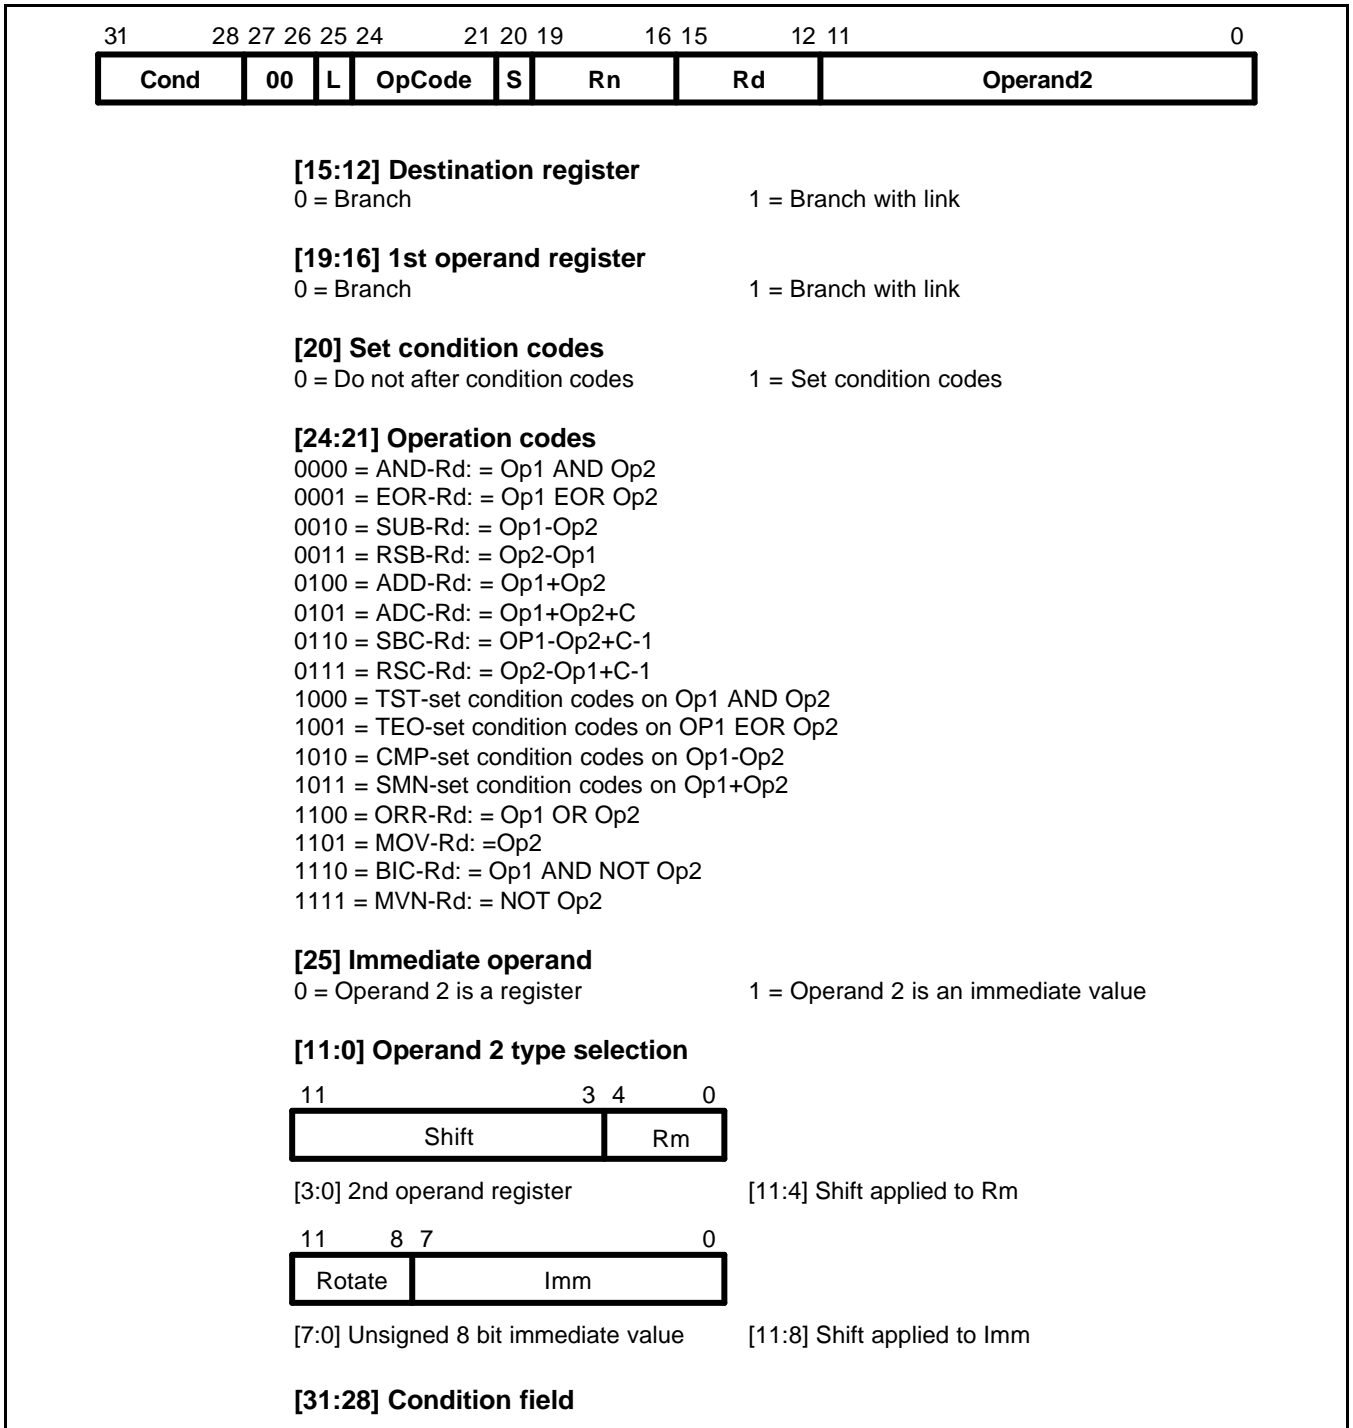 31 28 27 26 25 24 21 20 19 16 15 12 11 0
Cond 00 L OpCode S Rn Rd Operand2
[15:12] Destination register
0 = Branch 1 = Branch with link
[19:16] 1st operand register
0 = Branch 1 = Branch with link
[20] Set condition codes
0 = Do not after condition codes 1 = Set condition codes
[24:21] Operation codes
0000 = AND-Rd: = Op1 AND Op2
0001 = EOR-Rd: = Op1 EOR Op2
0010 = SUB-Rd: = Op1-Op2
0011 = RSB-Rd: = Op2-Op1
0100 = ADD-Rd: = Op1+Op2
0101 = ADC-Rd: = Op1+Op2+C
0110 = SBC-Rd: = OP1-Op2+C-1
0111 = RSC-Rd: = Op2-Op1+C-1
1000 = TST-set condition codes on Op1 AND Op2
1001 = TEO-set condition codes on OP1 EOR Op2
1010 = CMP-set condition codes on Op1-Op2
1011 = SMN-set condition codes on Op1+Op2
1100 = ORR-Rd: = Op1 OR Op2
1101 = MOV-Rd: =Op2
1110 = BIC-Rd: = Op1 AND NOT Op2
1111 = MVN-Rd: = NOT Op2
[25] Immediate operand
0 = Operand 2 is a register 1 = Operand 2 is an immediate value
[11:0] Operand 2 type selection
11 3 4 0
Shift Rm
[3:0] 2nd operand register [11:4] Shift applied to Rm
11 8 7 0
Rotate Imm
[7:0] Unsigned 8 bit immediate value [11:8] Shift applied to Imm
[31:28] Condition field